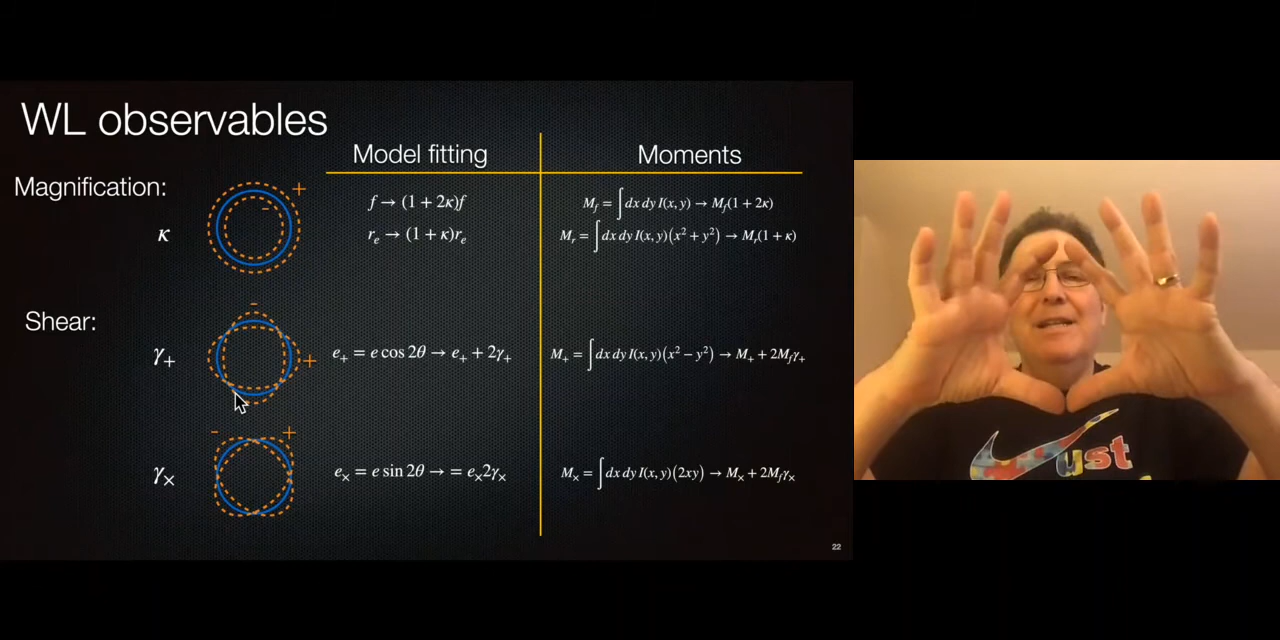 WL observables
Model fitting
Moments
Magnification:
+
-
κ
f → (1 + 2κ)f
M_f = ∫dx dy I(x, y) → M_f(1 + 2κ)
r_e → (1 + κ)r_e
M_r = ∫dx dy I(x, y)(x² + y²) → M_r(1 + κ)
Shear:
-
γ₊
+
e₊ = e cos 2θ → e₊ + 2γ₊
M₊ = ∫dx dy I(x, y)(x² − y²) → M₊ + 2M_fγ₊
- +
γ×
e× = e sin 2θ → = e×2γ×
M× = ∫dx dy I(x, y)(2xy) → M× + 2M_fγ×
ust
22